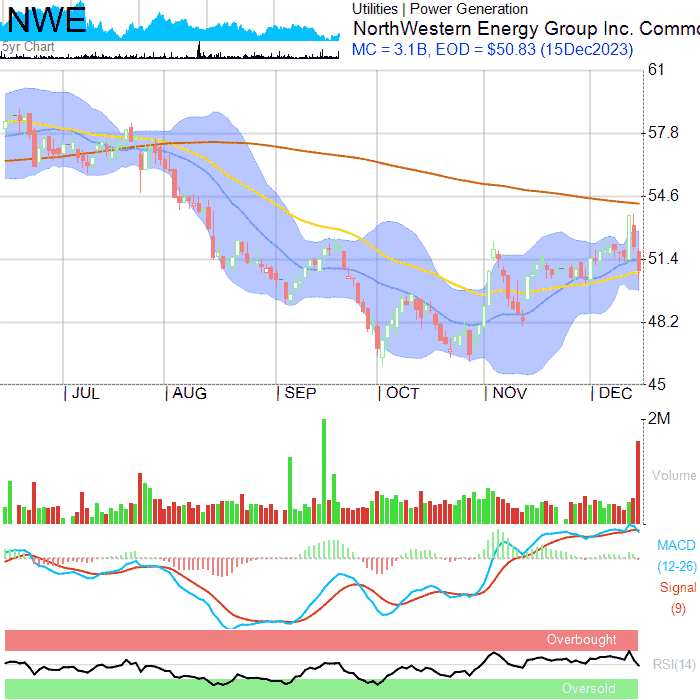 NWE
5yr Chart
Utilities | Power Generation
NorthWestern Energy Group Inc. Commo
MC = 3.1B, EOD = $50.83 (15Dec2023)
61
57.8
54.6
51.4
48.2
45
JUL
AUG
SEP
OCT
NOV
DEC
2M
Volume
MACD
(12-26)
Signal
(9)
Overbought
RSI(14)
Oversold